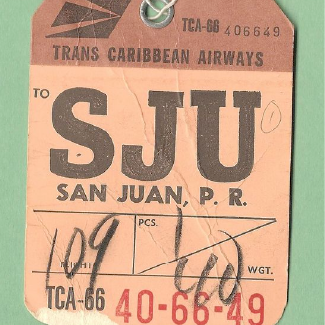 TCA-66 406649
TRANS CARIBBEAN AIRWAYS
TO
SJU
SAN JUAN, P. R.
PCS.
109
WGT.
TCA-66 40-66-49